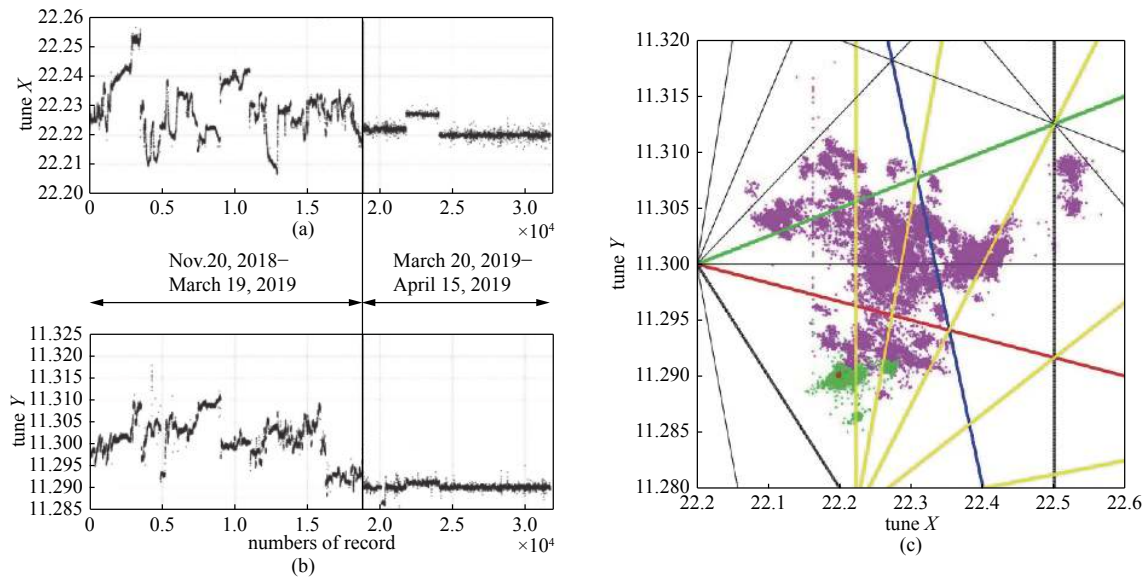 22.26
22.25
22.24
22.23
22.22
22.21
22.20
tune X
0 0.5 1.0 1.5 2.0 2.5 3.0
×10⁴
(a)
Nov.20, 2018−
March 19, 2019
March 20, 2019−
April 15, 2019
11.325
11.320
11.315
11.310
11.305
11.300
11.295
11.290
11.285
tune Y
0 0.5 1.0 1.5 2.0 2.5 3.0
numbers of record
×10⁴
(b)
11.320
11.315
11.310
11.305
11.300
11.295
11.290
11.285
11.280
tune Y
22.2 22.1 22.2 22.3 22.4 22.5 22.6
tune X
(c)